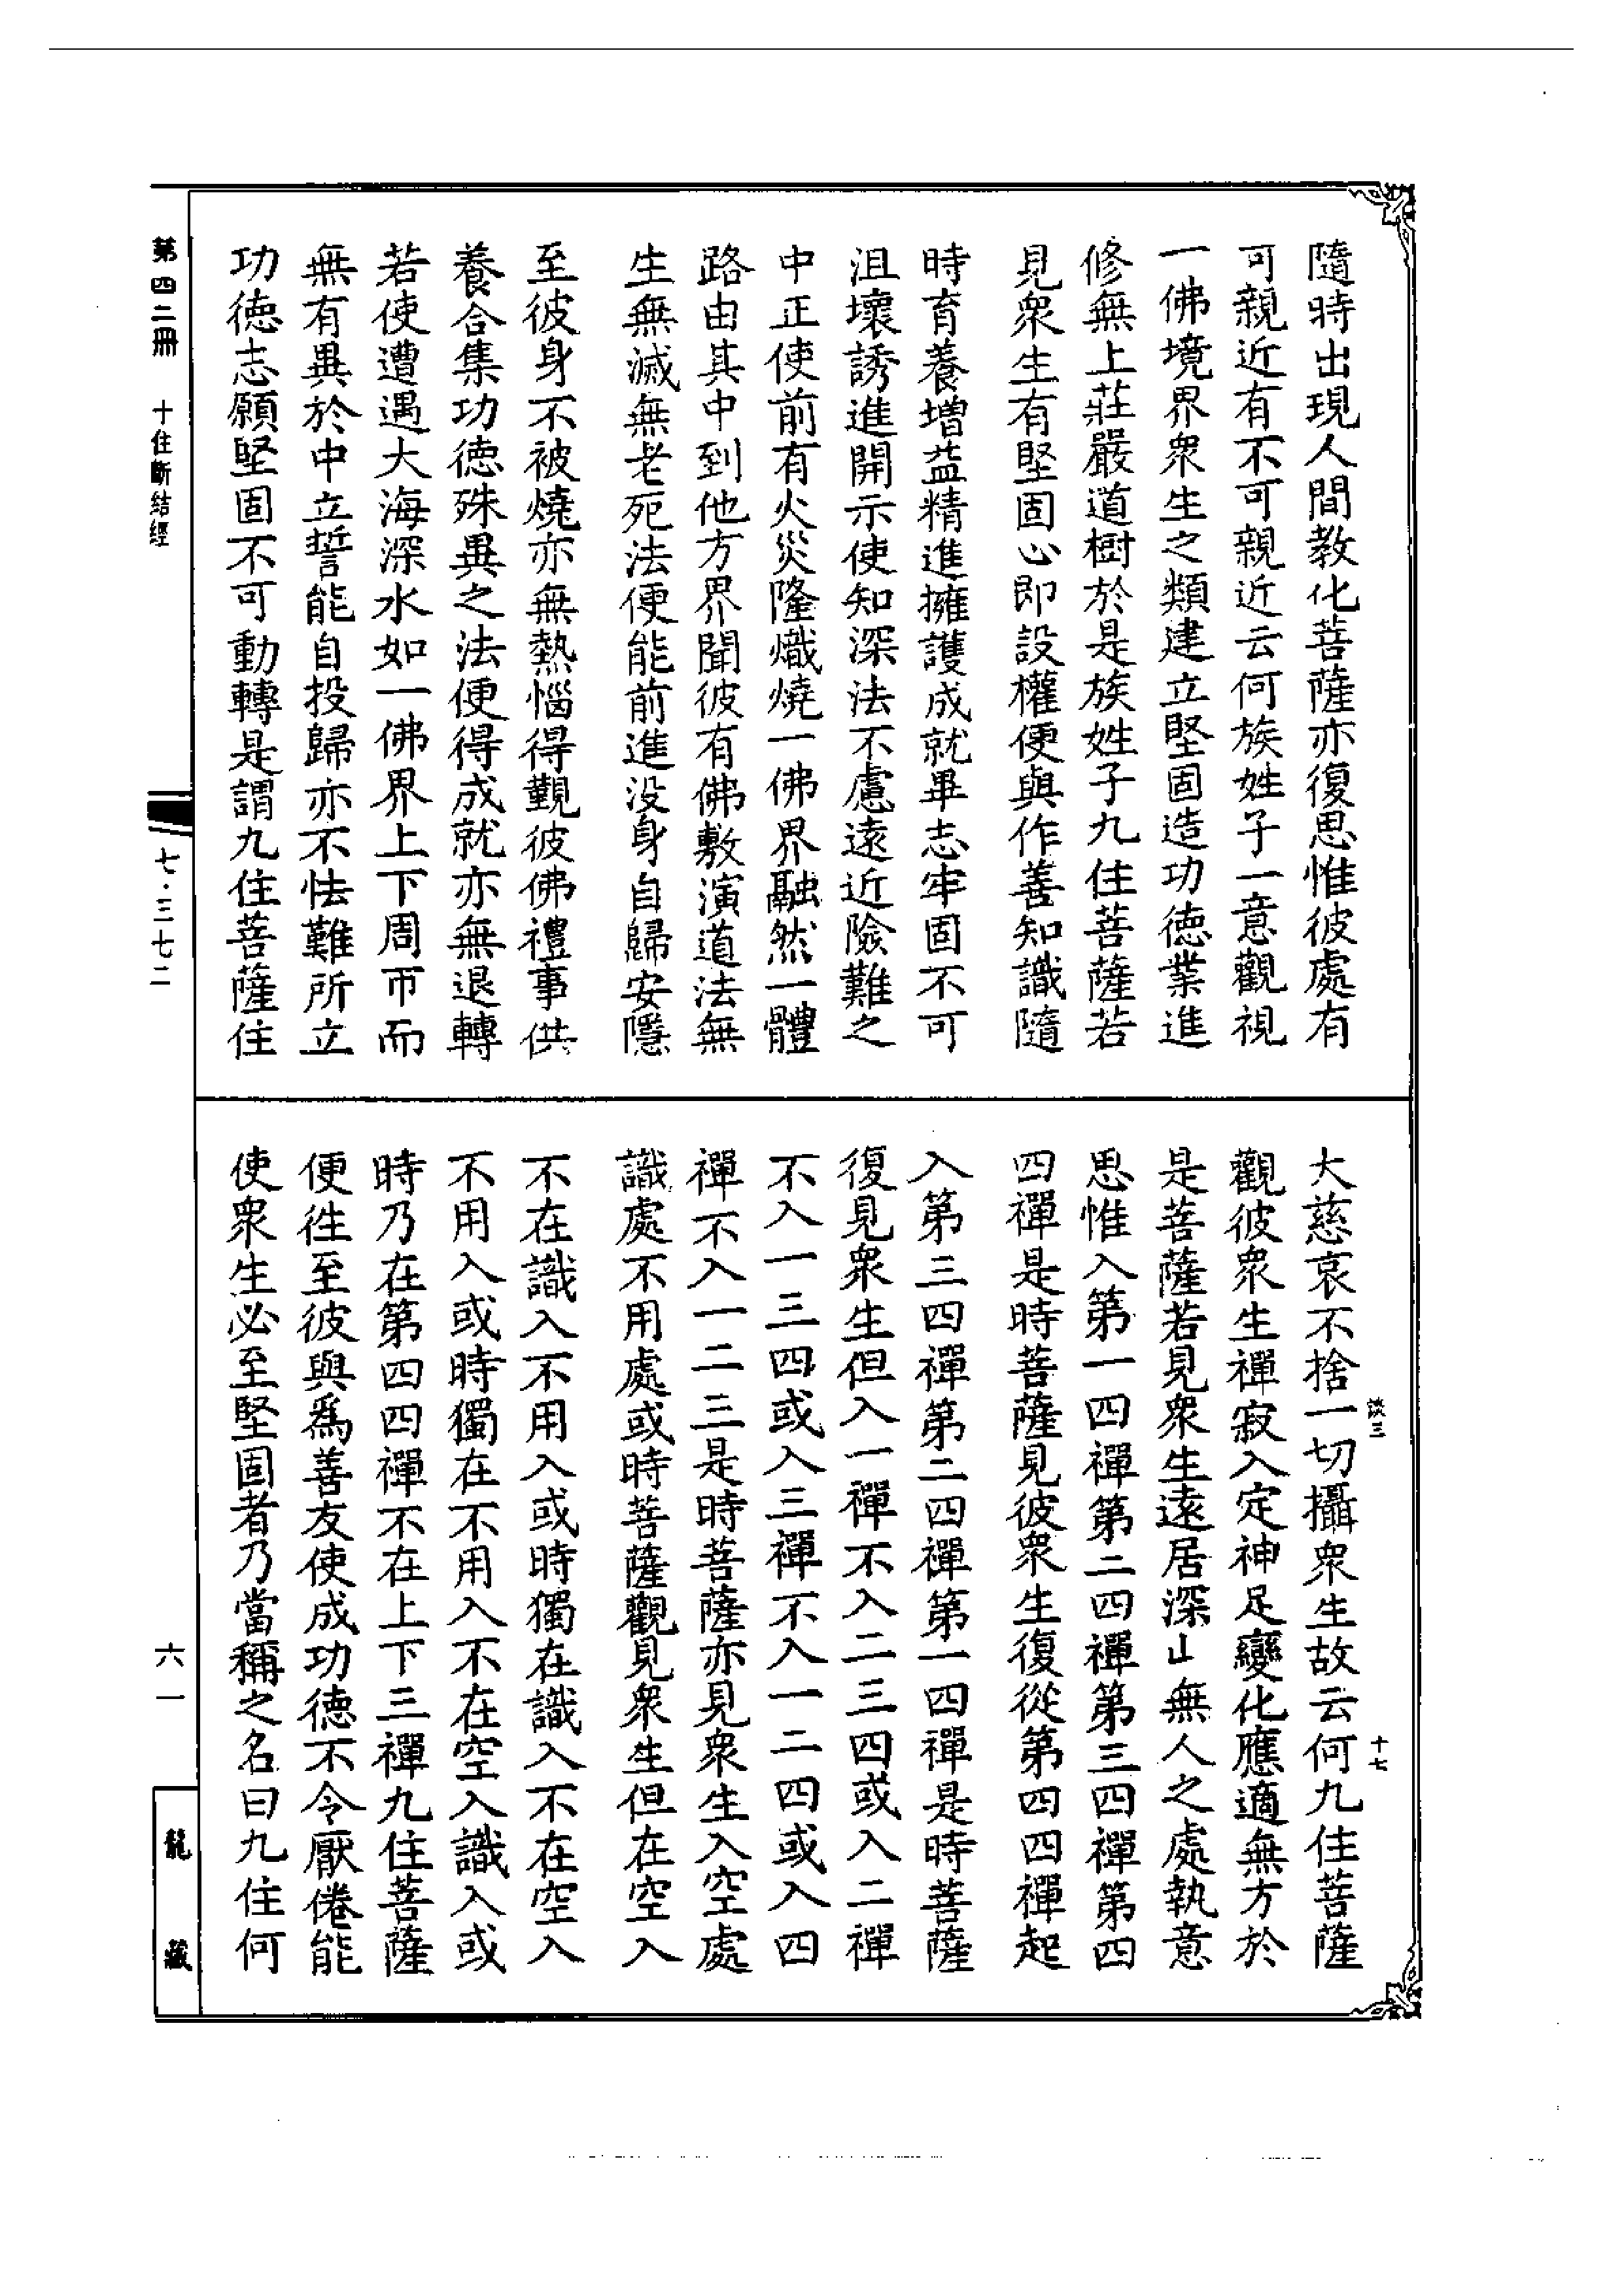 隨時出現人間教化菩薩亦復思惟彼處有
可親近有不可親近云何族姓子一意觀視
一佛境界衆生之類建立堅固造功德業進
修無上莊嚴道樹於是族姓子九住菩薩若
見衆生有堅固心即設權便與作善知識隨
時育養增益精進擁護成就畢志牢固不可
沮壞誘進開示使知深法不慮遠近險難之
中正使前有火災隆熾燒一佛界融然一體
路由其中到他方界聞彼有佛敷演道法無
生無滅無老死法便能前進没身自歸安隱
至彼身不被燒亦無熱惱得覲彼佛禮事供
養合集功德殊異之法便得成就亦無退轉
若使遭遇大海深水如一佛界上下周帀而
無有異於中立誓能自投歸亦不怯難所立
功德志願堅固不可動轉是謂九住菩薩住
大慈哀不捨一切攝衆生故云何九住菩薩
觀彼衆生禪寂入定神足變化應適無方於
是菩薩若見衆生遠居深山無人之處執意
思惟入第一四禪第二四禪第三四禪第四
四禪是時菩薩見彼衆生復從第四四禪起
入第三四禪第二四禪第一四禪是時菩薩
復見衆生但入一禪不入二三四或入二禪
不入一三四或入三禪不入一二四或入四
禪不入一二三是時菩薩亦見衆生入空處
識處不用處或時菩薩觀見衆生但在空入
不在識入不用入或時獨在識入不在空入
不用入或時獨在不用入不在空入識入或
時乃在第四四禪不在上下三禪九住菩薩
便徃至彼與爲善友使成功德不令厭倦能
使衆生必至堅固者乃當稱之名曰九住何
談三
十七
第四二冊
十住斷结經
七·三七二
六一
龍藏